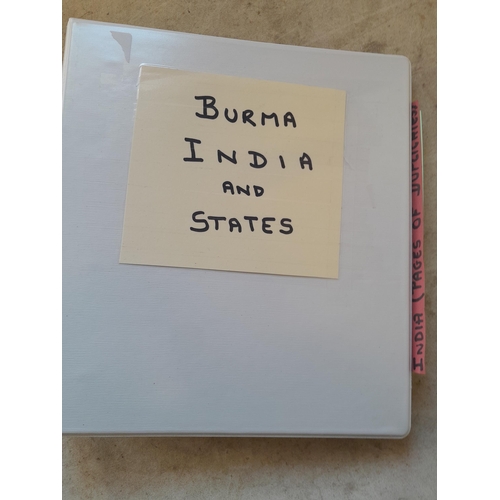 BURMA
INDIA
AND
STATES
INDIA (PAGES OF DUPLICATES)